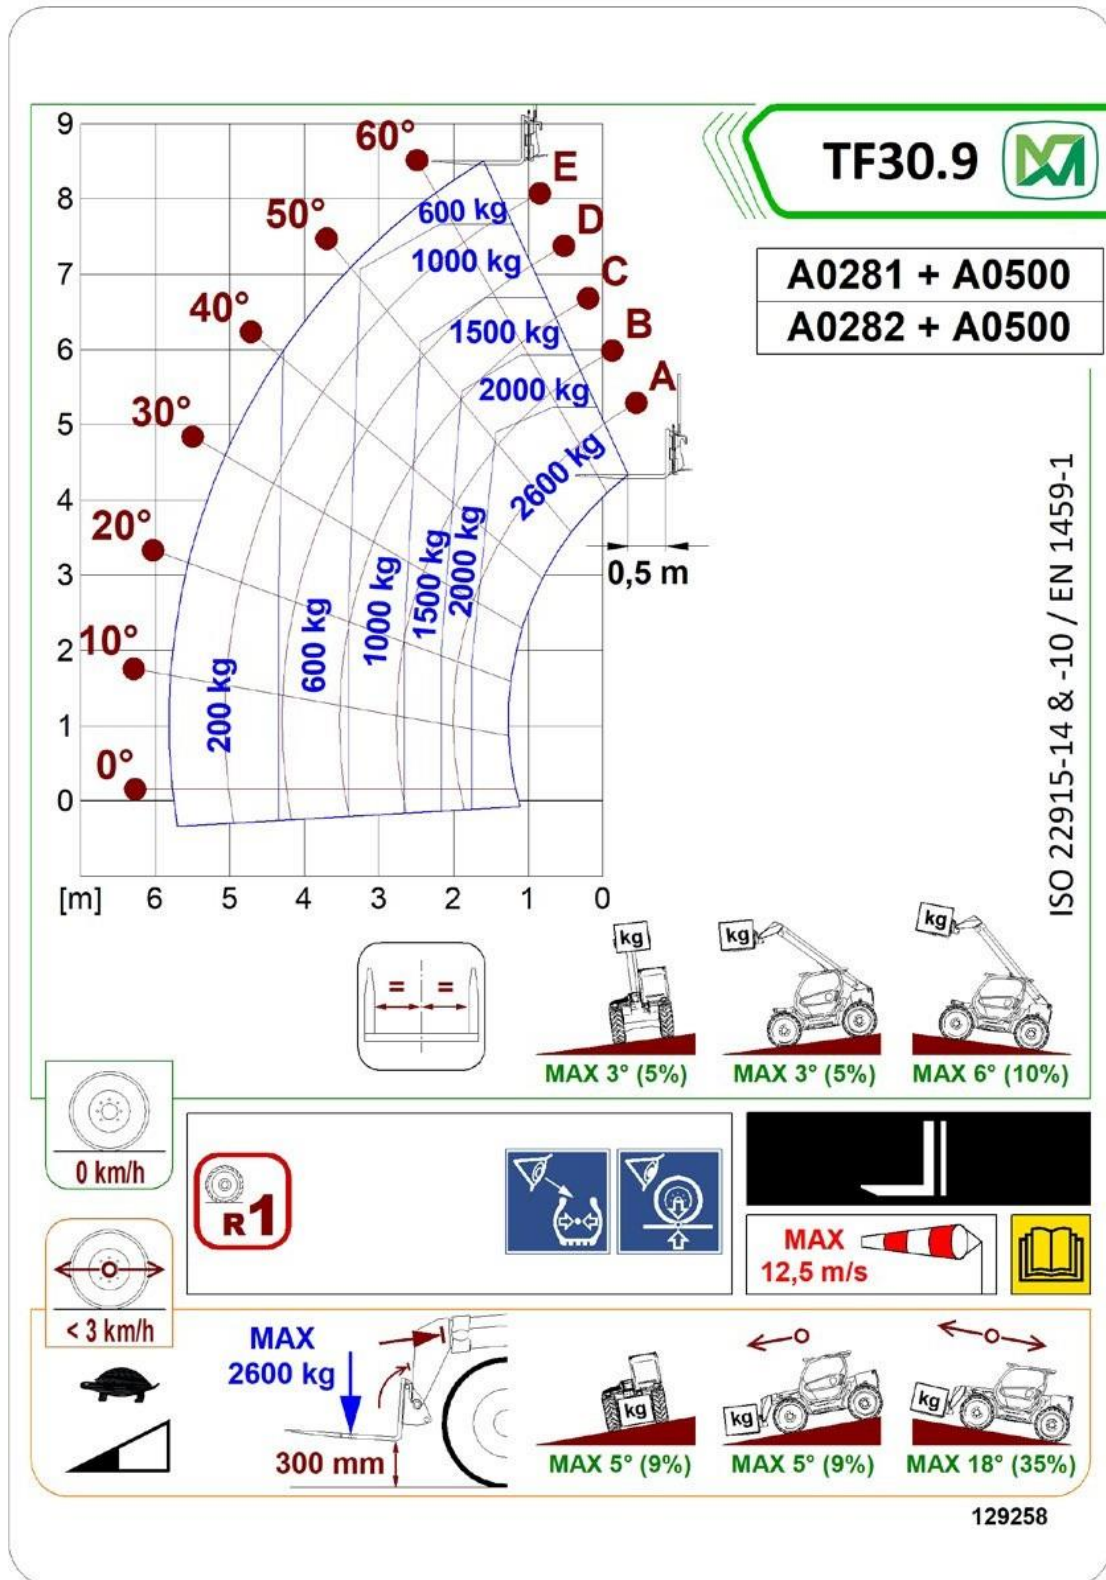 TF30.9
A0281 + A0500
A0282 + A0500
ISO 22915-14 & -10 / EN 1459-1
9
8
7
6
5
4
3
2
1
0
[m] 6 5 4 3 2 1 0
60°
50°
40°
30°
20°
10°
0°
E
D
C
B
A
600 kg
1000 kg
1500 kg
2000 kg
2600 kg
200 kg
600 kg
1000 kg
1500 kg
2000 kg
0,5 m
= =
kg
kg
kg
MAX 3° (5%)
MAX 3° (5%)
MAX 6° (10%)
0 km/h
R1
MAX
12,5 m/s
< 3 km/h
MAX
2600 kg
300 mm
kg
kg
kg
MAX 5° (9%)
MAX 5° (9%)
MAX 18° (35%)
129258